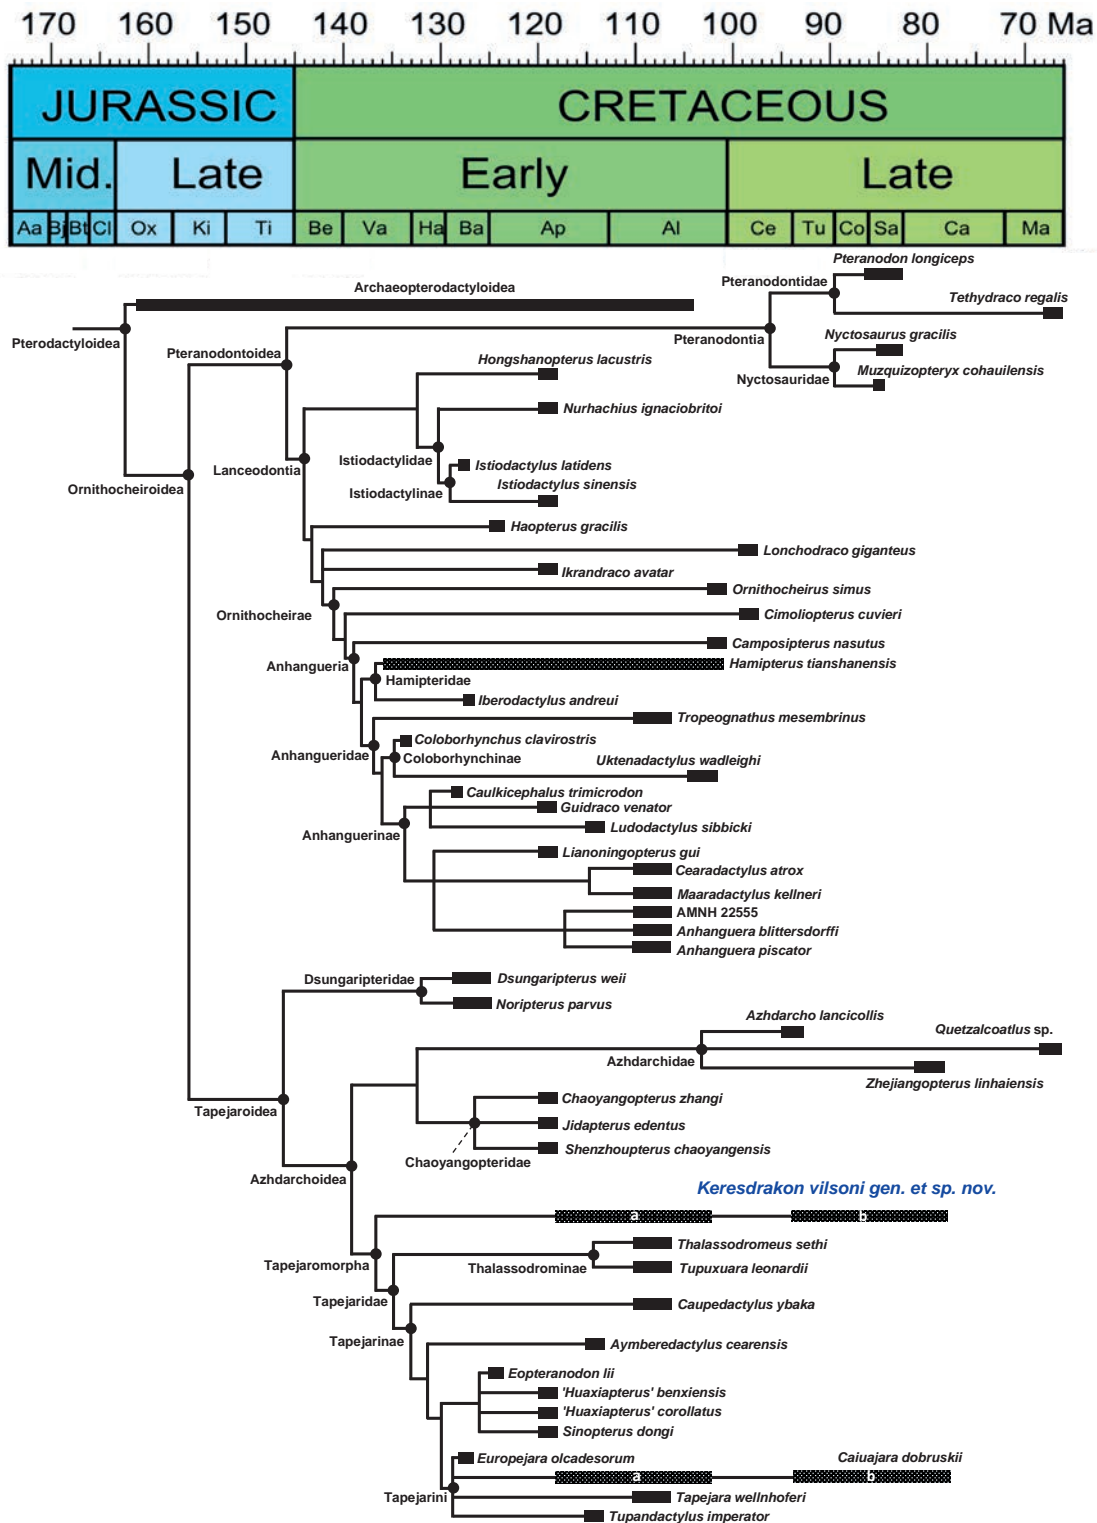 170 160 150 140 130 120 110 100 90 80 70 Ma
JURASSIC CRETACEOUS
Mid. Late Early Late
Aa Bj Bt Cl Ox Ki Ti Be Va Ha Ba Ap Al Ce Tu Co Sa Ca Ma
Pteranodon longiceps
Pteranodontidae
Archaeopterodactyloidea
Tethydraco regalis
Pterodactyloidea
Pteranodontia
Nyctosaurus gracilis
Pteranodontoidea
Hongshanopterus lacustris
Muzquizopteryx cohauilensis
Nyctosauridae
Nurhachius ignaciobritoi
Istiodactylidae
Istiodactylus latidens
Lanceodontia
Istiodactylus sinensis
Ornithocheiroidea
Istiodactylinae
Haopterus gracilis
Lonchodraco giganteus
Ikrandraco avatar
Ornithocheirus simus
Ornithocheirae
Cimoliopterus cuvieri
Camposipterus nasutus
Anhangueria
Hamipterus tianshanensis
Hamipteridae
Iberodactylus andreui
Tropeognathus mesembrinus
Coloborhynchus clavirostris
Anhangueridae
Coloborhynchinae
Uktenadactylus wadleighi
Caulkicephalus trimicrodon
Guidraco venator
Ludodactylus sibbicki
Anhanguerinae
Lianoningopterus gui
Cearadactylus atrox
Maaradactylus kellneri
AMNH 22555
Anhanguera blittersdorffi
Anhanguera piscator
Dsungaripteridae
Dsungaripterus weii
Noripterus parvus
Azhdarcho lancicollis
Quetzalcoatlus sp.
Azhdarchidae
Zhejiangopterus linhaiensis
Chaoyangopterus zhangi
Tapejaroidea
Jidapterus edentus
Shenzhoupterus chaoyangensis
Chaoyangopteridae
Azhdarchoidea
Keresdrakon vilsoni gen. et sp. nov.
a b
Thalassodromeus sethi
Tapejaromorpha
Thalassodrominae
Tupuxuara leonardii
Tapejaridae
Caupedactylus ybaka
Tapejarinae
Aymberedactylus cearensis
Eopteranodon lii
'Huaxiapterus' benxiensis
'Huaxiapterus' corollatus
Sinopterus dongi
Europejara olcadesorum
Caiuajara dobruskii
a b
Tapejarini
Tapejara wellnhoferi
Tupandactylus imperator